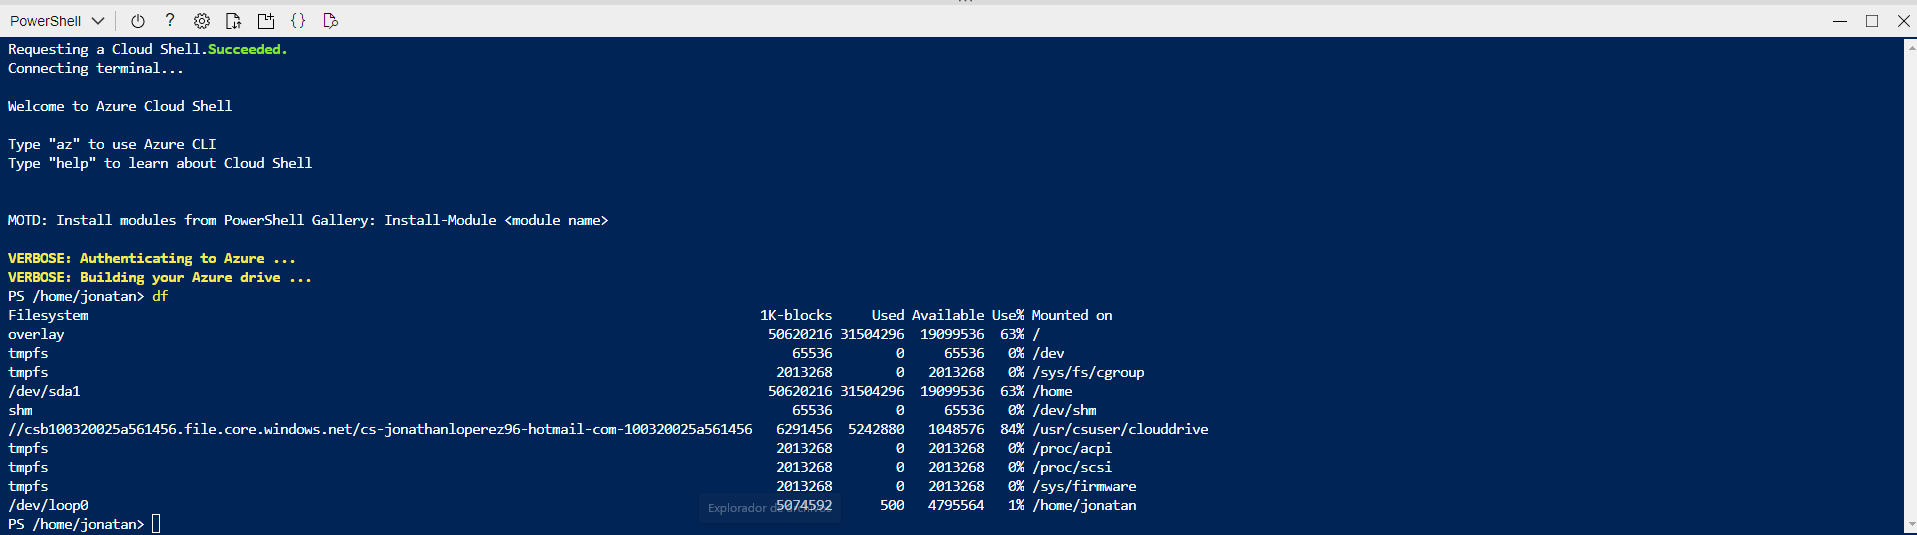 PowerShell
Requesting a Cloud Shell.Succeeded.
Connecting terminal...
Welcome to Azure Cloud Shell
Type "az" to use Azure CLI
Type "help" to learn about Cloud Shell
MOTD: Install modules from PowerShell Gallery: Install-Module <module name>
VERBOSE: Authenticating to Azure ...
VERBOSE: Building your Azure drive ...
PS /home/jonatan> df
Filesystem 1K-blocks Used Available Use% Mounted on
overlay 50620216 31504296 19099536 63% /
tmpfs 65536 0 65536 0% /dev
tmpfs 2013268 0 2013268 0% /sys/fs/cgroup
/dev/sda1 50620216 31504296 19099536 63% /home
shm 65536 0 65536 0% /dev/shm
//csb100320025a561456.file.core.windows.net/cs-jonathanloperez96-hotmail-com-100320025a561456 6291456 5242880 1048576 84% /usr/csuser/clouddrive
tmpfs 2013268 0 2013268 0% /proc/acpi
tmpfs 2013268 0 2013268 0% /proc/scsi
tmpfs 2013268 0 2013268 0% /sys/firmware
/dev/loop0 5074592 500 4795564 1% /home/jonatan
Explorador de archivos
PS /home/jonatan>